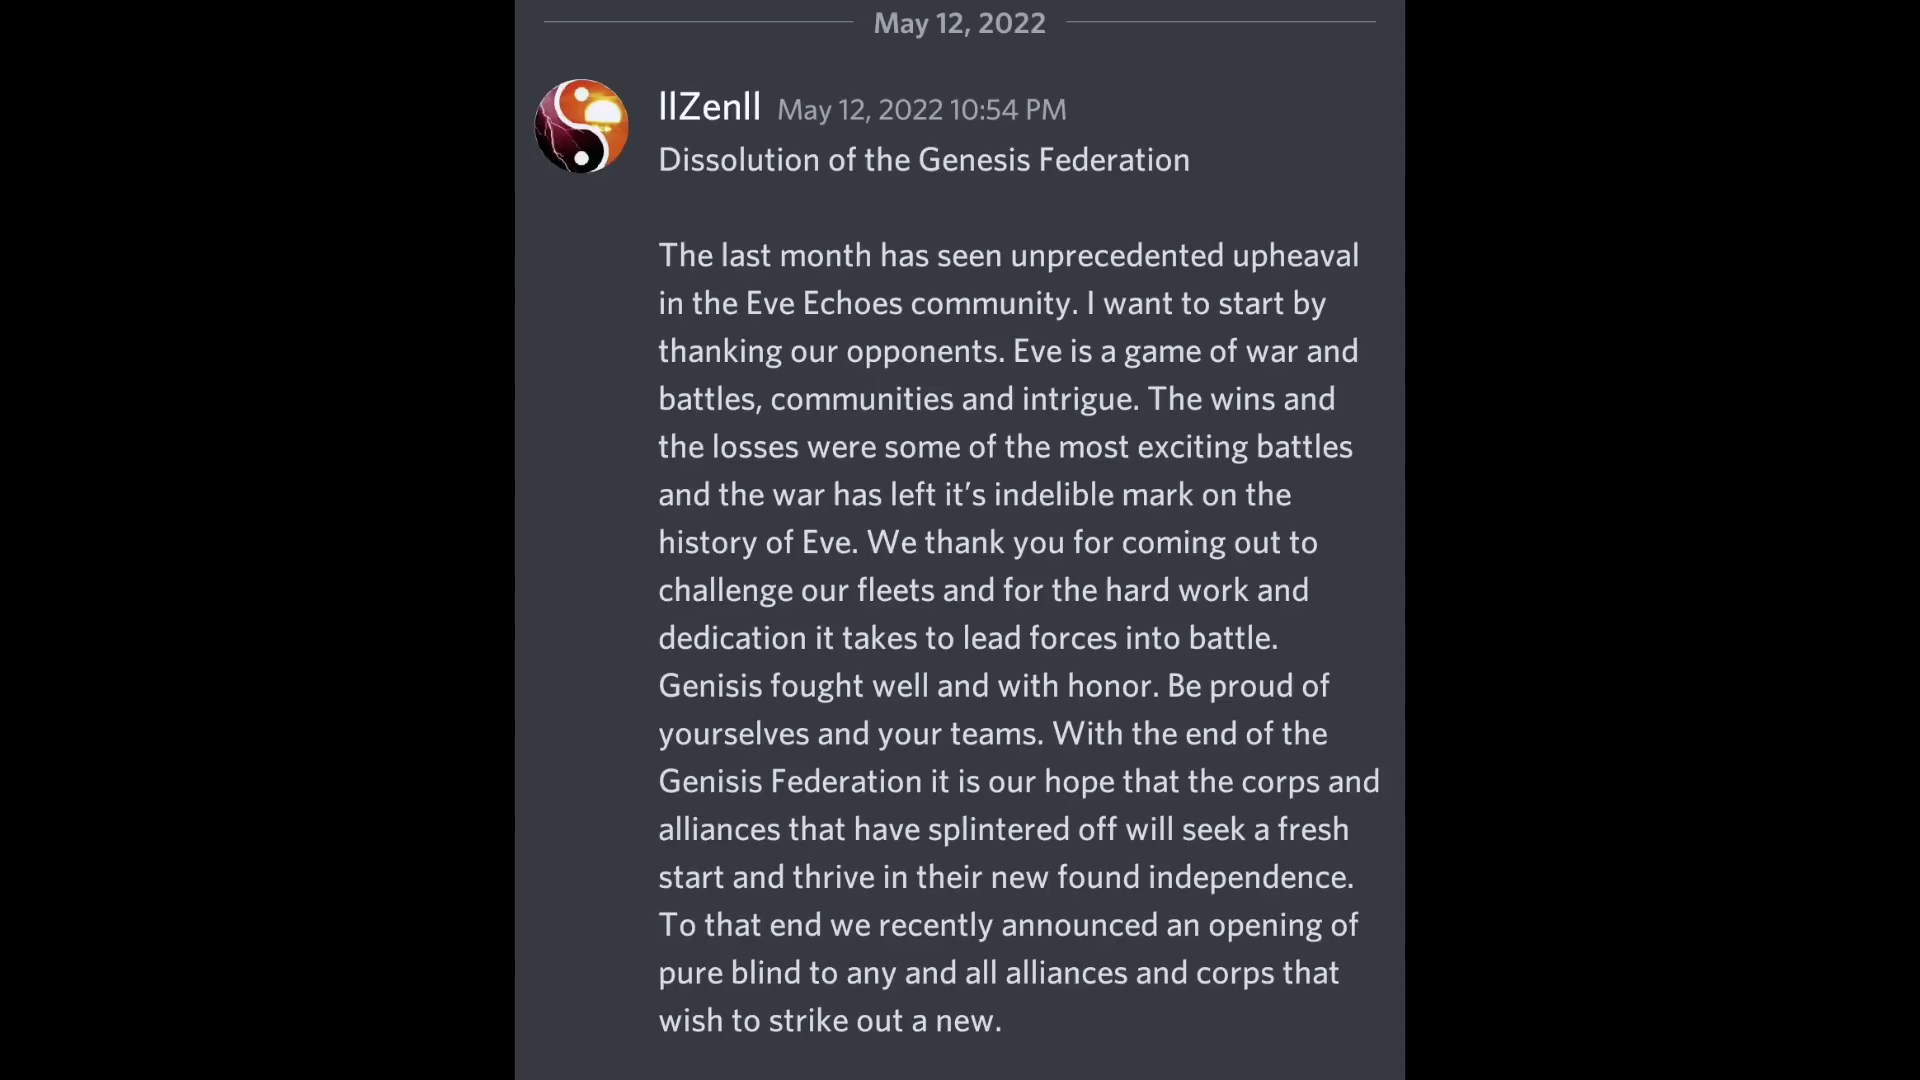 May 12, 2022
llZenll May 12, 2022 10:54 PM
Dissolution of the Genesis Federation
The last month has seen unprecedented upheaval
in the Eve Echoes community. I want to start by
thanking our opponents. Eve is a game of war and
battles, communities and intrigue. The wins and
the losses were some of the most exciting battles
and the war has left it’s indelible mark on the
history of Eve. We thank you for coming out to
challenge our fleets and for the hard work and
dedication it takes to lead forces into battle.
Genisis fought well and with honor. Be proud of
yourselves and your teams. With the end of the
Genisis Federation it is our hope that the corps and
alliances that have splintered off will seek a fresh
start and thrive in their new found independence.
To that end we recently announced an opening of
pure blind to any and all alliances and corps that
wish to strike out a new.